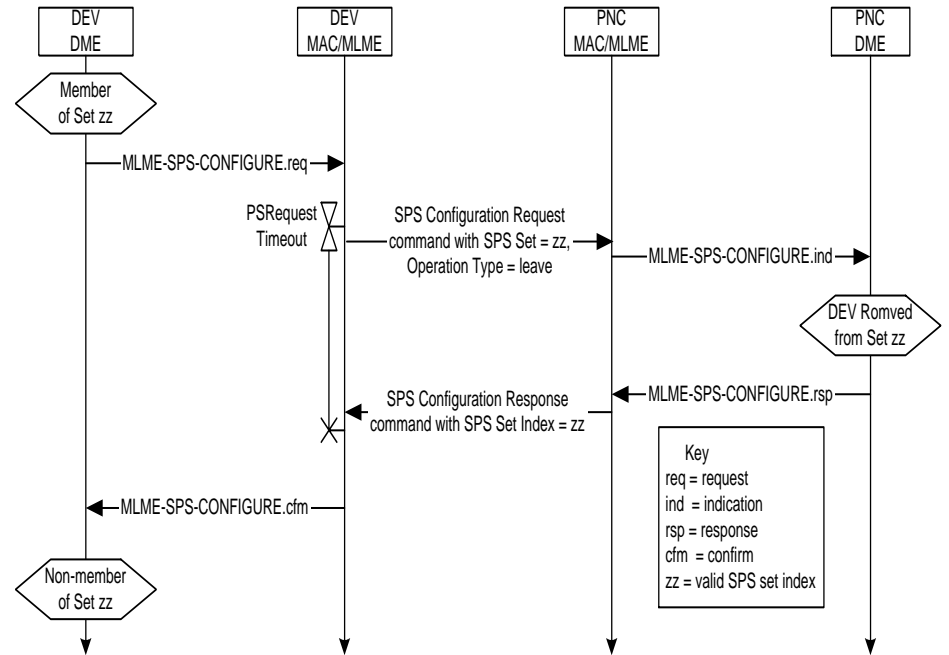 DEV
DME
DEV
MAC/MLME
PNC
MAC/MLME
PNC
DME
Member
of Set zz
MLME-SPS-CONFIGURE.req
PSRequest
Timeout
SPS Configuration Request
command with SPS Set = zz,
Operation Type = leave
MLME-SPS-CONFIGURE.ind
DEV Romved
from Set zz
MLME-SPS-CONFIGURE.rsp
SPS Configuration Response
command with SPS Set Index = zz
Key
req = request
ind = indication
rsp = response
cfm = confirm
zz = valid SPS set index
MLME-SPS-CONFIGURE.cfm
Non-member
of Set zz